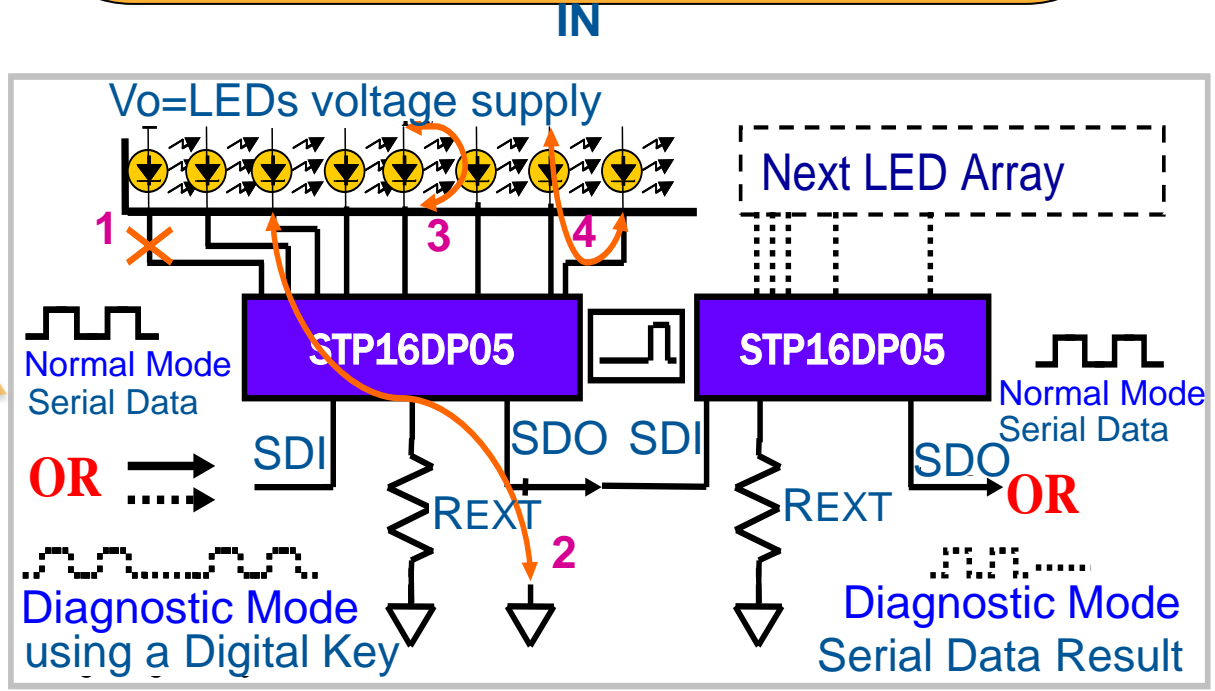 IN
Vo=LEDs voltage supply
Next LED Array
1
3
4
STP16DP05
STP16DP05
Normal Mode
Serial Data
Normal Mode
Serial Data
SDI
SDO
SDI
SDO
OR
OR
REXT
REXT
2
Diagnostic Mode
using a Digital Key
Diagnostic Mode
Serial Data Result